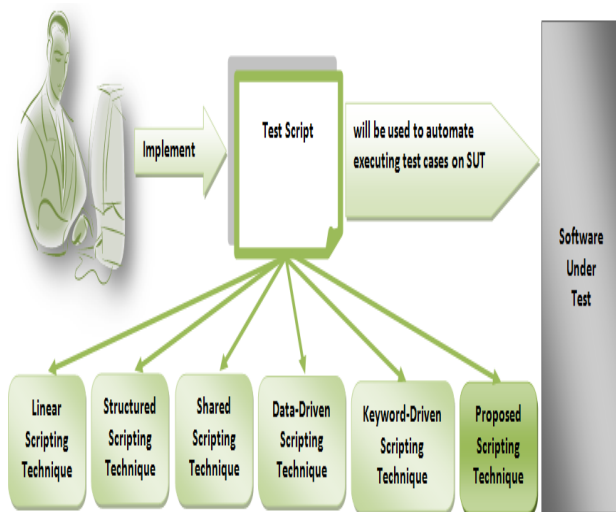 Implement
Test Script
will be used to automate
executing test cases on SUT
Software
Under
Test
Linear
Scripting
Technique
Structured
Scripting
Technique
Shared
Scripting
Technique
Data-Driven
Scripting
Technique
Keyword-Driven
Scripting
Technique
Proposed
Scripting
Technique